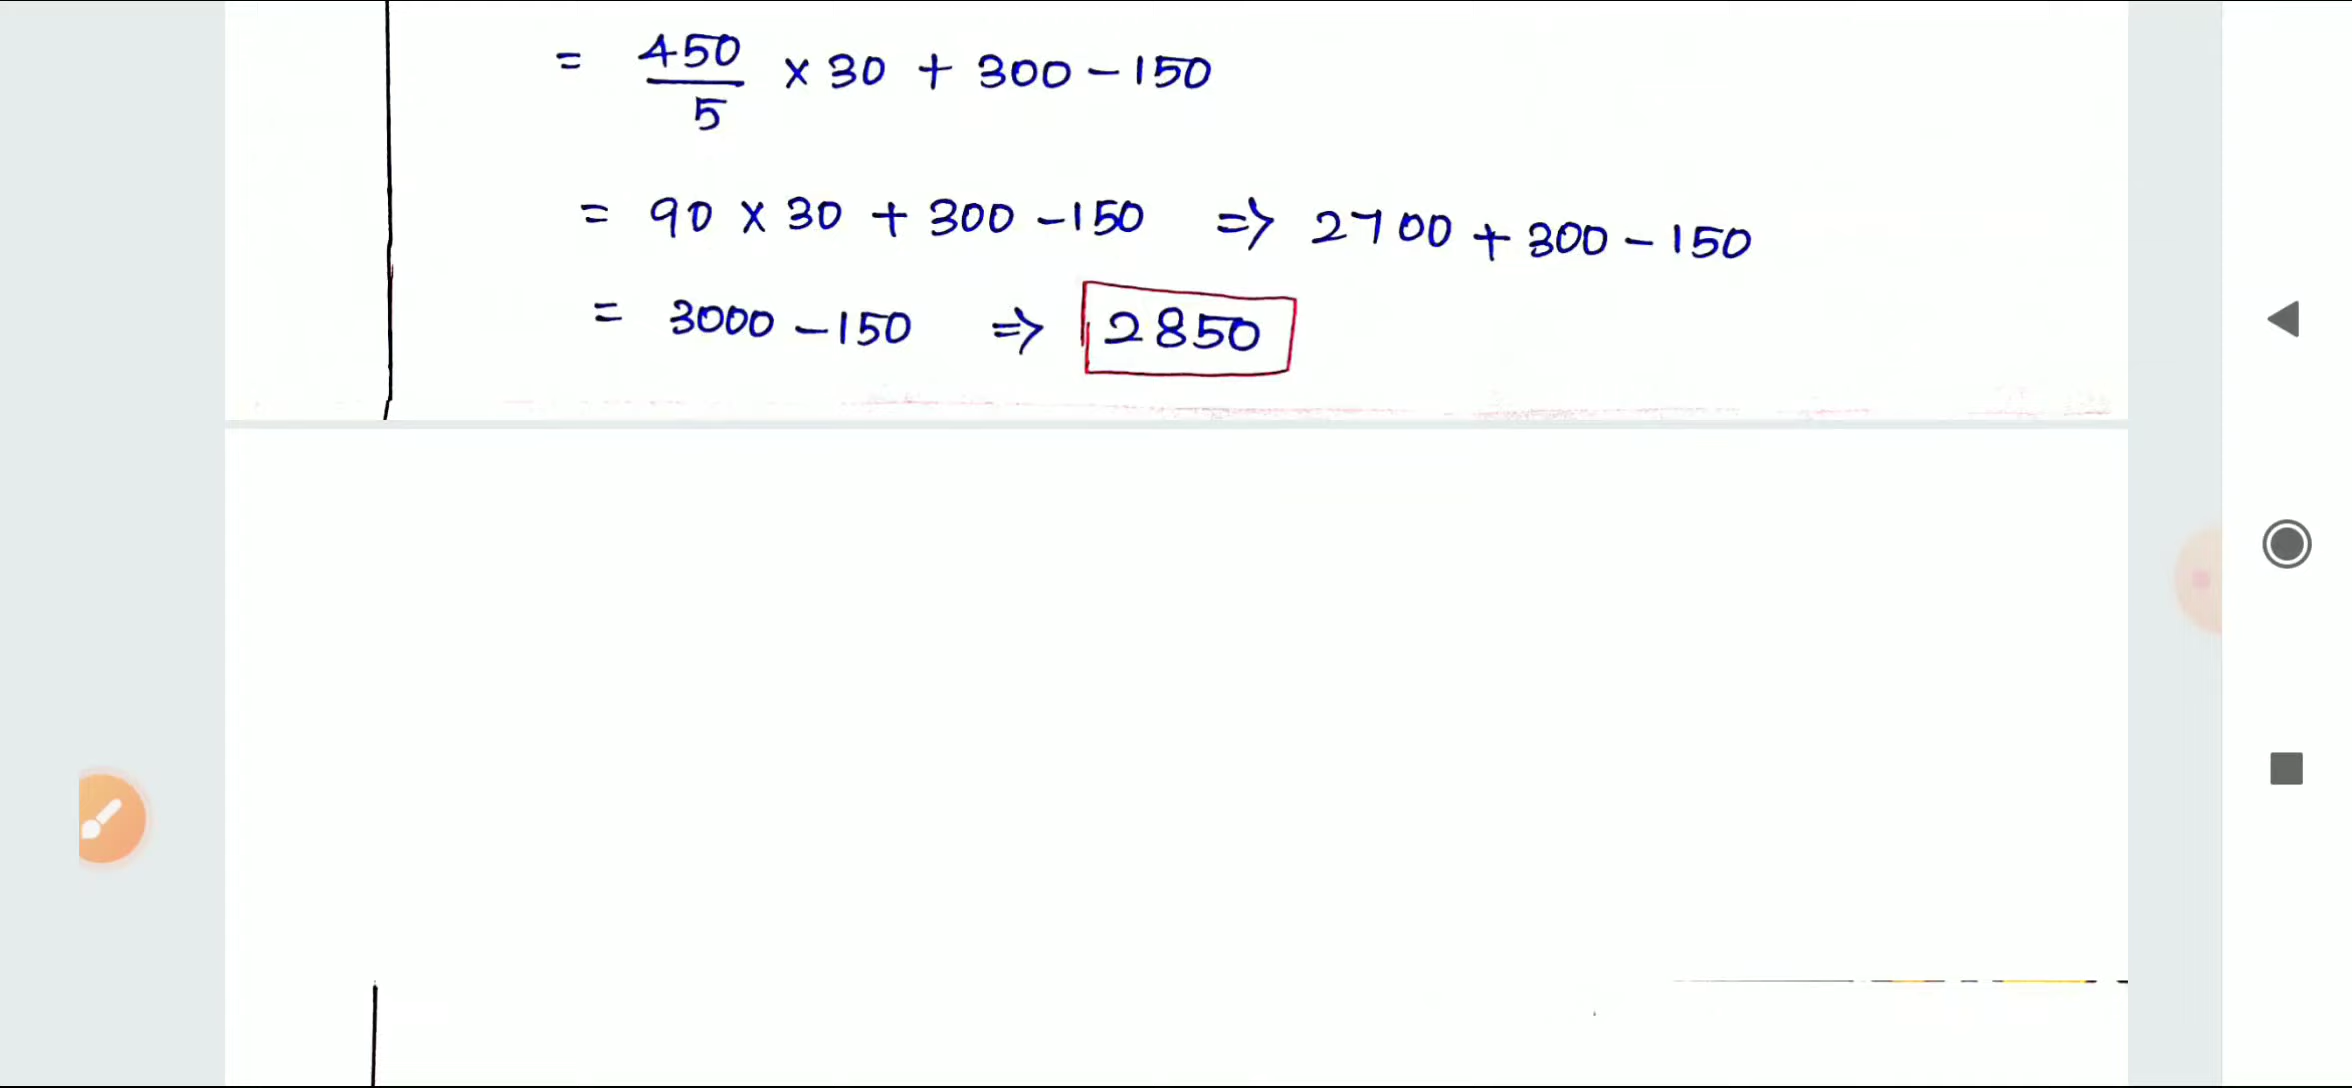 = 450/5 × 30 + 300 - 150
= 90 × 30 + 300 - 150 ⇒ 2700 + 300 - 150
= 3000 - 150 ⇒ 2850